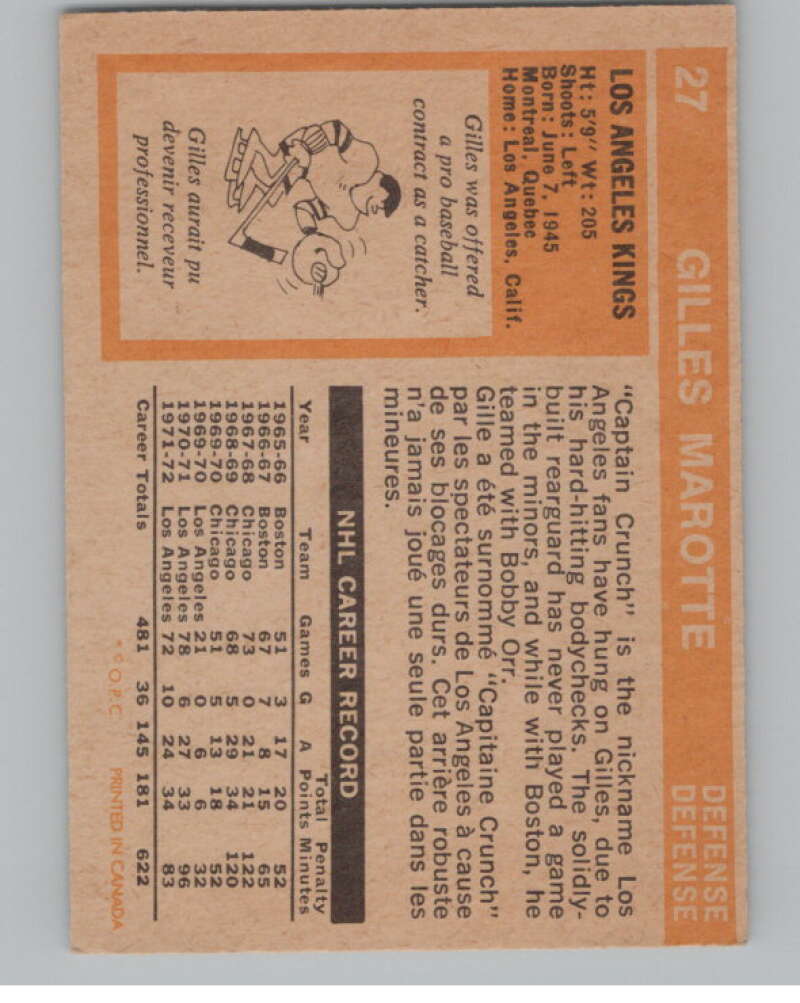 27 GILLES MAROTTE DEFENSE
DEFENSE
LOS ANGELES KINGS
Ht: 5'9" Wt: 205
Shoots: Left
Born: June 7, 1945
Montreal, Quebec
Home: Los Angeles, Calif.
Gilles was offered
a pro baseball
contract as a catcher.
Gilles aurait pu
devenir receveur
professionnel.
"Captain Crunch" is the nickname Los
Angeles fans have hung on Gilles, due to
his hard-hitting bodychecks. The solidly-
built rearguard has never played a game
in the minors, and while with Boston, he
teamed with Bobby Orr.
Gille a été surnommé "Capitaine Crunch"
par les spectateurs de Los Angeles à cause
de ses blocages durs. Cet arrière robuste
n'a jamais joué une seule partie dans les
mineures.
NHL CAREER RECORD
Total Penalty
Year Team Games G A Points Minutes
1965-66 Boston 51 3 17 20 52
1966-67 Boston 67 7 8 15 65
1967-68 Chicago 73 0 21 21 122
1968-69 Chicago 68 5 29 34 120
1969-70 Chicago 51 5 13 18 52
1969-70 Los Angeles 21 0 6 6 32
1970-71 Los Angeles 78 6 27 33 96
1971-72 Los Angeles 72 10 24 34 83
Career Totals 481 36 145 181 622
* © O.P.C. PRINTED IN CANADA